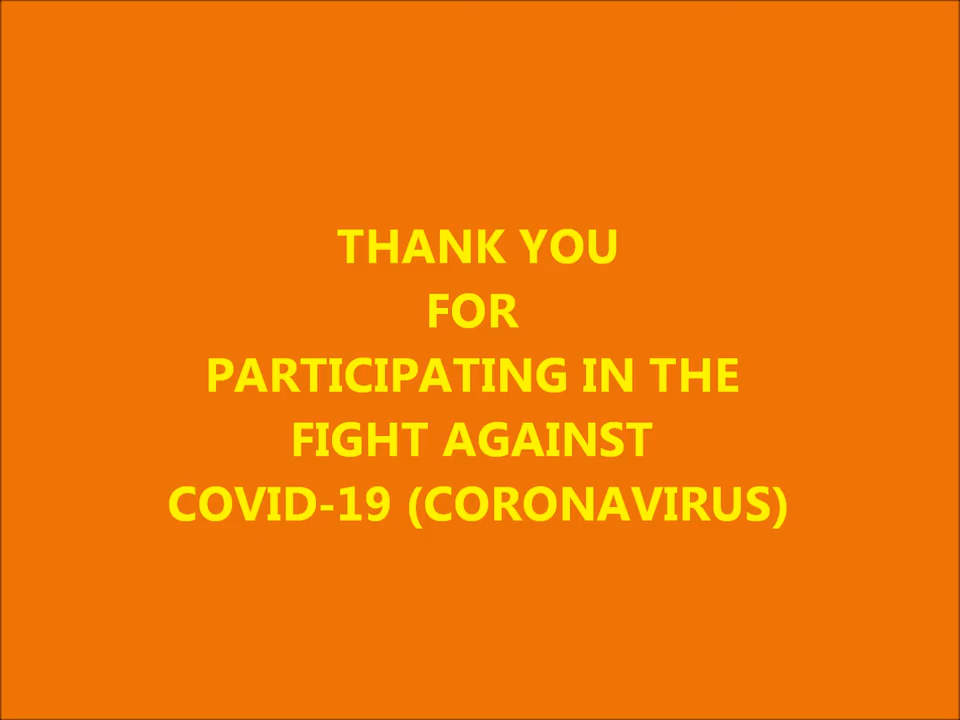 THANK YOU
FOR
PARTICIPATING IN THE
FIGHT AGAINST
COVID-19 (CORONAVIRUS)